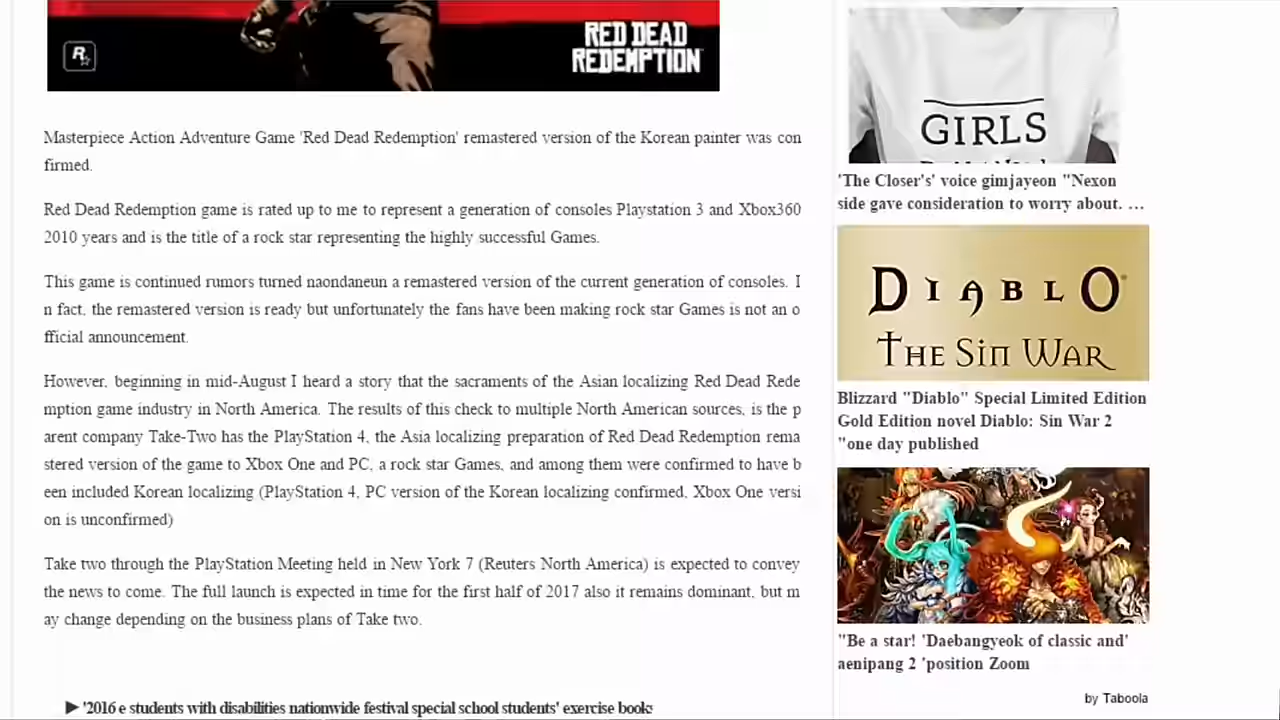 R
RED DEAD
REDEMPTION
Masterpiece Action Adventure Game 'Red Dead Redemption' remastered version of the Korean painter was con
firmed.
Red Dead Redemption game is rated up to me to represent a generation of consoles Playstation 3 and Xbox360
2010 years and is the title of a rock star representing the highly successful Games.
This game is continued rumors turned naondaneun a remastered version of the current generation of consoles. I
n fact, the remastered version is ready but unfortunately the fans have been making rock star Games is not an o
fficial announcement.
However, beginning in mid-August I heard a story that the sacraments of the Asian localizing Red Dead Rede
mption game industry in North America. The results of this check to multiple North American sources, is the p
arent company Take-Two has the PlayStation 4, the Asia localizing preparation of Red Dead Redemption rema
stered version of the game to Xbox One and PC, a rock star Games, and among them were confirmed to have b
een included Korean localizing (PlayStation 4, PC version of the Korean localizing confirmed, Xbox One versi
on is unconfirmed)
Take two through the PlayStation Meeting held in New York 7 (Reuters North America) is expected to convey
the news to come. The full launch is expected in time for the first half of 2017 also it remains dominant, but m
ay change depending on the business plans of Take two.
▶ '2016 e students with disabilities nationwide festival special school students' exercise book
GIRLS
'The Closer's' voice gimjayeon "Nexon
side gave consideration to worry about. …
DIABLO
THE SIN WAR
Blizzard "Diablo" Special Limited Edition
Gold Edition novel Diablo: Sin War 2
"one day published
"Be a star! 'Daebangyeok of classic and'
aenipang 2 'position Zoom
by Taboola